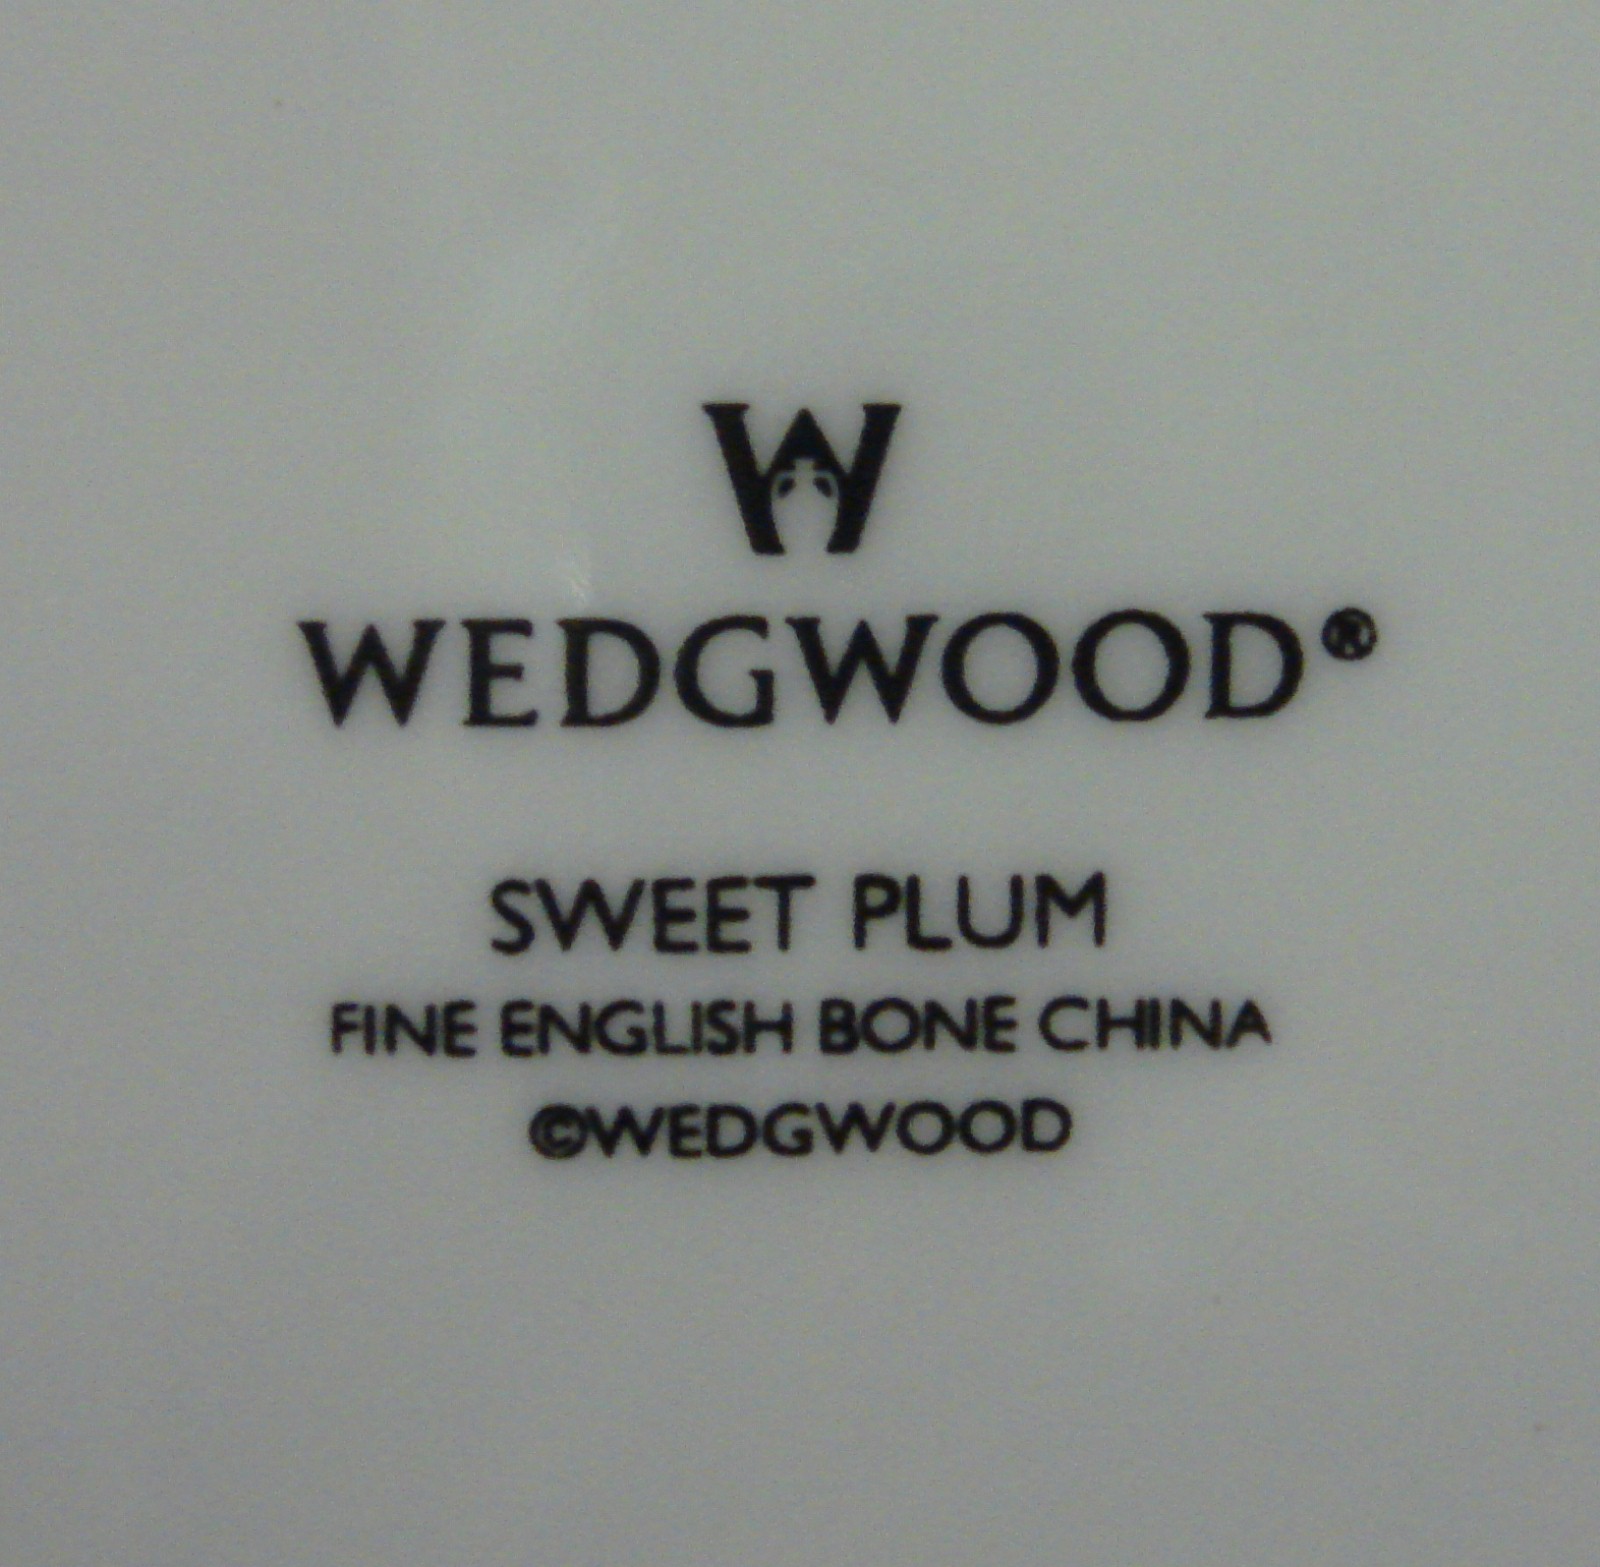 W
WEDGWOOD®
SWEET PLUM
FINE ENGLISH BONE CHINA
©WEDGWOOD